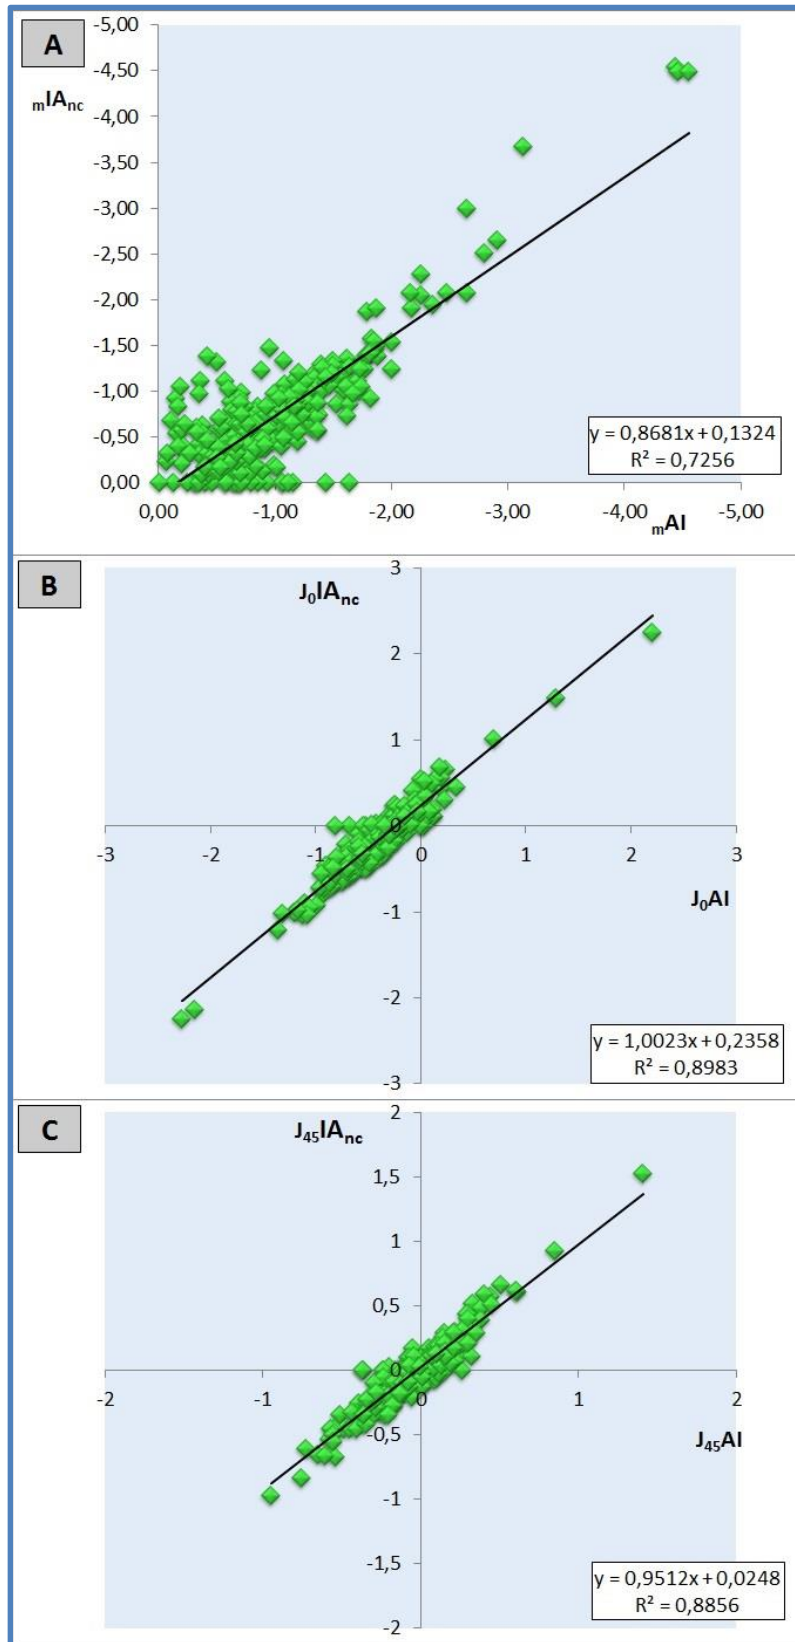 A
-5,00
-4,50
mIAnc
-4,00
-3,50
-3,00
-2,50
-2,00
-1,50
-1,00
-0,50
0,00
y = 0,8681x + 0,1324
R² = 0,7256
0,00 -1,00 -2,00 -3,00 -4,00 -5,00
mAI
B
3
J₀IAnc
2
1
0
-3 -2 -1 0 1 2 3
J₀AI
-1
-2
-3
y = 1,0023x + 0,2358
R² = 0,8983
C
2
J₄₅IAnc
1,5
1
0,5
0
-2 -1 0 1 2
-0,5
J₄₅AI
-1
-1,5
-2
y = 0,9512x + 0,0248
R² = 0,8856